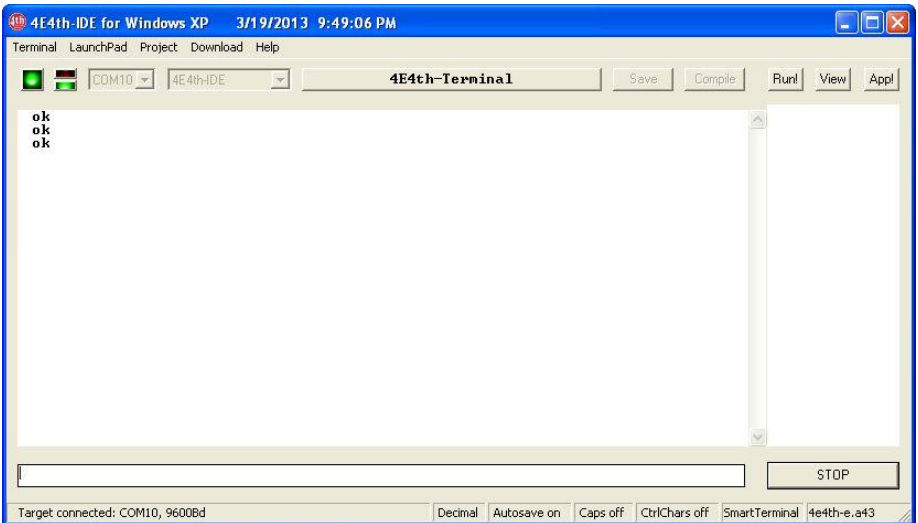 4th 4E4th-IDE for Windows XP 3/19/2013 9:49:06 PM
Terminal LaunchPad Project Download Help
COM10 4E4th-IDE 4E4th-Terminal Save Compile Run! View App!
ok
ok
ok
STOP
Target connected: COM10, 9600Bd Decimal Autosave on Caps off CtrlChars off SmartTerminal 4e4th-e.a43